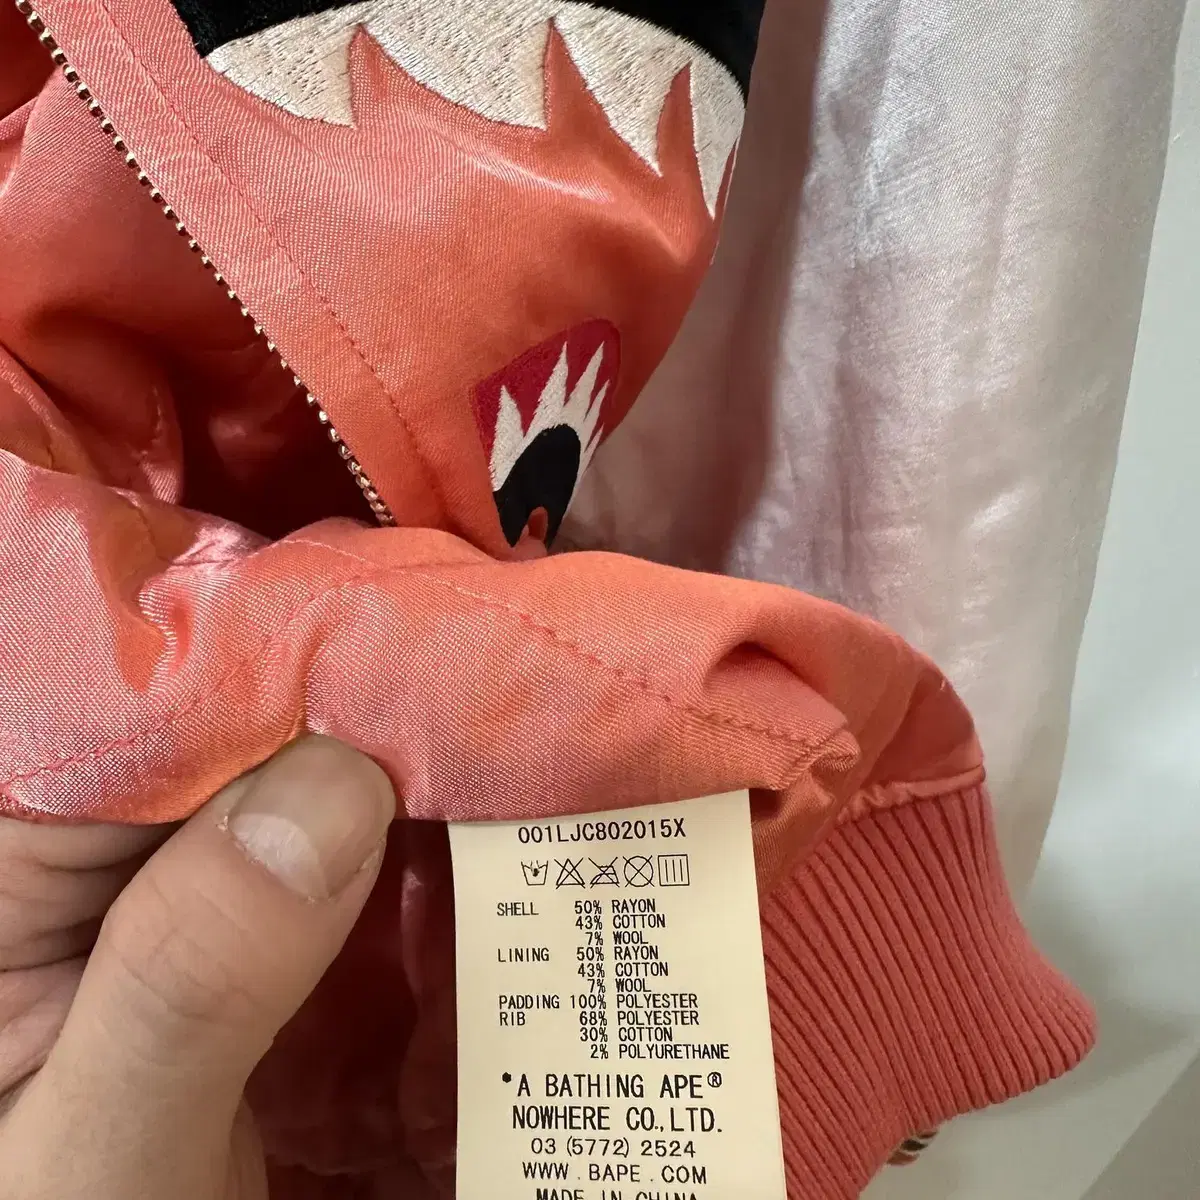 001LJC802015X
SHELL 50% RAYON
43% COTTON
7% WOOL
LINING 50% RAYON
43% COTTON
7% WOOL
PADDING 100% POLYESTER
RIB 68% POLYESTER
30% COTTON
2% POLYURETHANE
*A BATHING APE®
NOWHERE CO.,LTD.
03 (5772) 2524
WWW.BAPE.COM
MADE IN CHINA